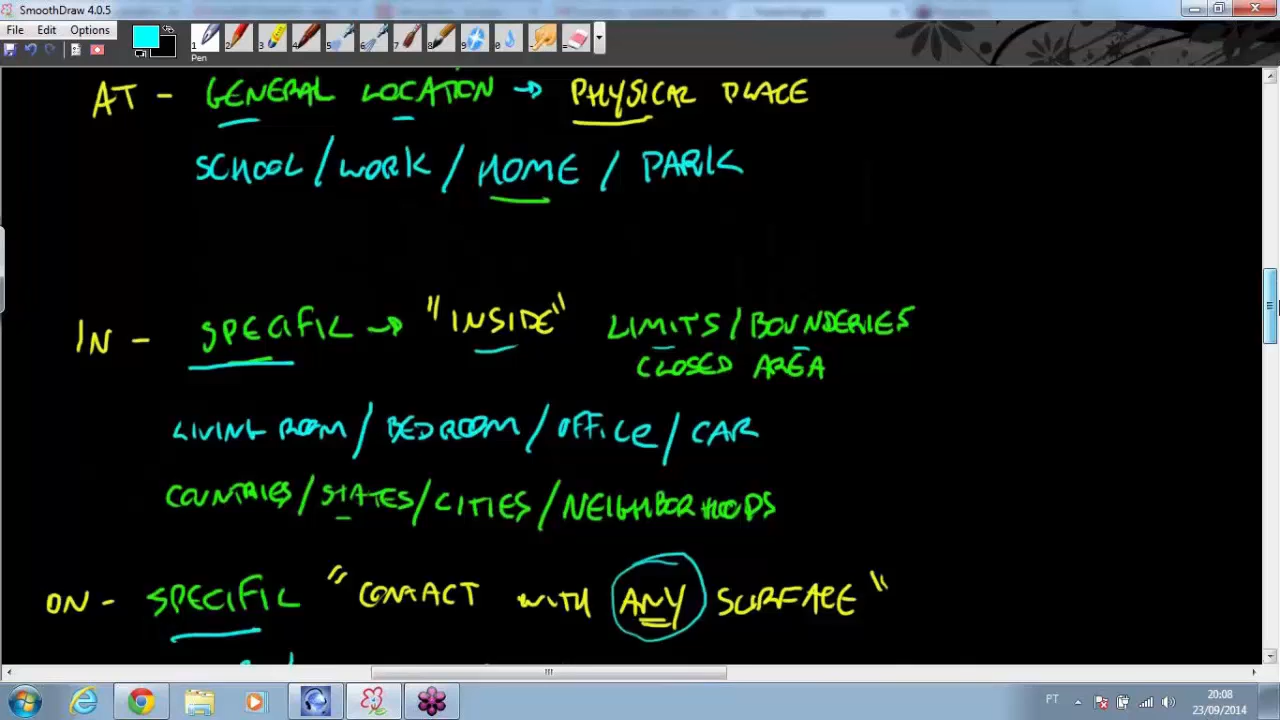 SmoothDraw 4.0.5
File Edit Options
Pen
AT - GENERAL LOCATION → PHYSICAL PLACE
SCHOOL / WORK / HOME / PARK
IN - SPECIFIC → "INSIDE" LIMITS / BOUNDERIES
CLOSED AREA
LIVING ROOM / BEDROOM / OFFICE / CAR
COUNTRIES / STATES / CITIES / NEIGHBORHOODS
ON - SPECIFIC "CONTACT WITH ANY SURFACE"
PT 20:08
23/09/2014